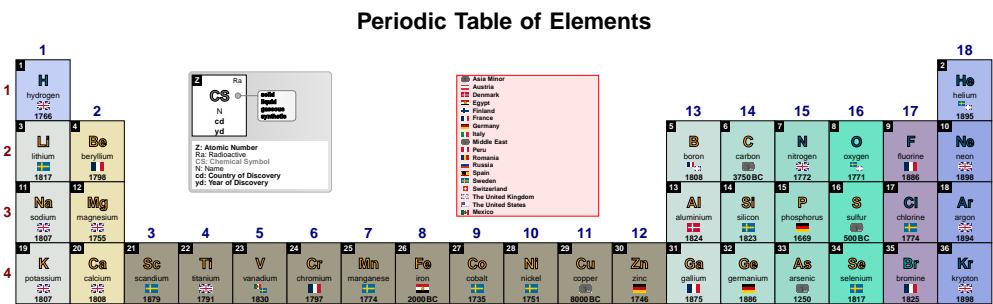 Periodic Table of Elements
1
18
1
H
hydrogen
1766
2
He
helium
1895
1
Z
Ra
CS
N
cd
yd
solid
liquid
gaseous
synthetic
Z: Atomic Number
Ra: Radioactive
CS: Chemical Symbol
N: Name
cd: Country of Discovery
yd: Year of Discovery
Asia Minor
Austria
Denmark
Egypt
Finland
France
Germany
Italy
Middle East
Peru
Romania
Russia
Spain
Sweden
Switzerland
The United Kingdom
The United States
Mexico
2
13 14 15 16 17
2
3 4 5 6 7 8 9 10
Li Be B C N O F Ne
lithium beryllium boron carbon nitrogen oxygen fluorine neon
1817 1798 1808 3750BC 1772 1771 1886 1898
3
11 12 13 14 15 16 17 18
Na Mg Al Si P S Cl Ar
sodium magnesium aluminium silicon phosphorus sulfur chlorine argon
1807 1755 1824 1823 1669 500BC 1774 1894
3 4 5 6 7 8 9 10 11 12
4
19 20 21 22 23 24 25 26 27 28 29 30 31 32 33 34 35 36
K Ca Sc Ti V Cr Mn Fe Co Ni Cu Zn Ga Ge As Se Br Kr
potassium calcium scandium titanium vanadium chromium manganese iron cobalt nickel copper zinc gallium germanium arsenic selenium bromine krypton
1807 1808 1879 1791 1830 1797 1774 2000BC 1735 1751 8000BC 1746 1875 1886 1250 1817 1825 1898